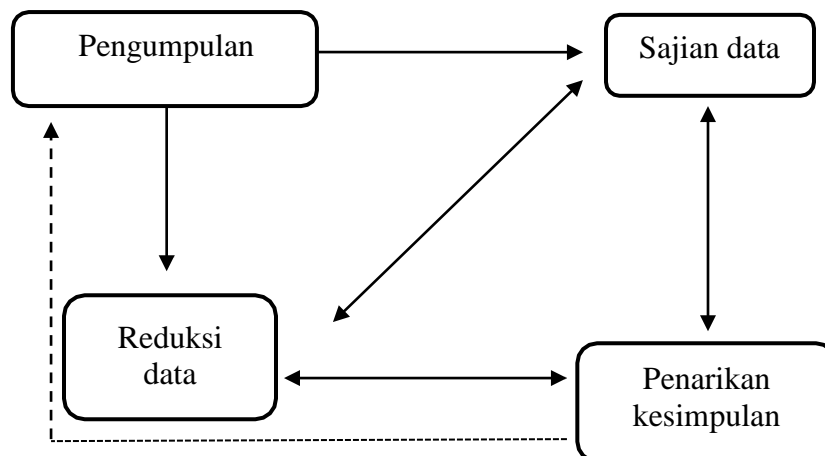 Pengumpulan
Sajian data
Reduksi
data
Penarikan
kesimpulan